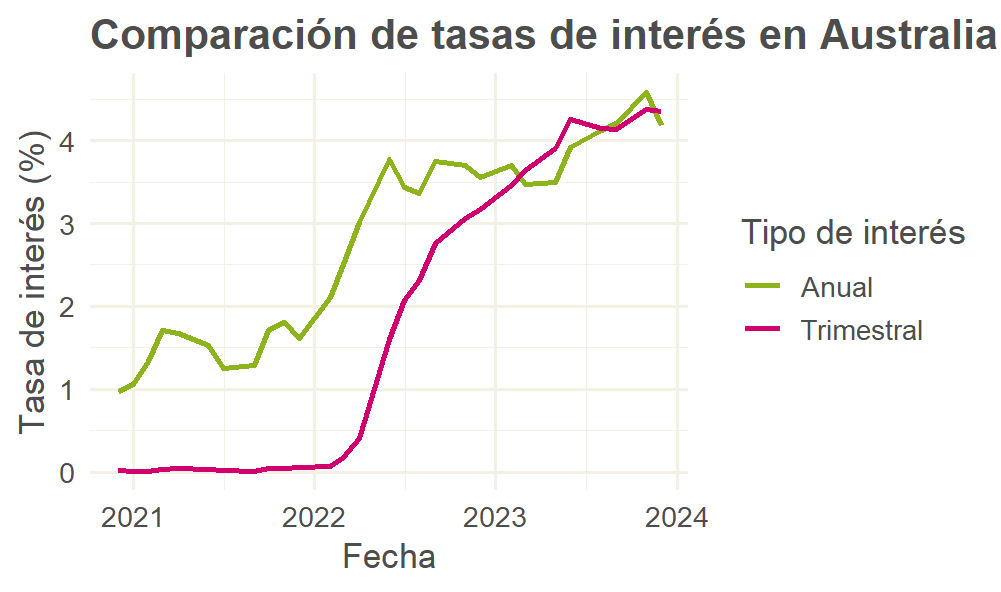 Comparación de tasas de interés en Australia
Tasa de interés (%)
4
3
2
1
0
2021 2022 2023 2024
Fecha
Tipo de interés
Anual
Trimestral